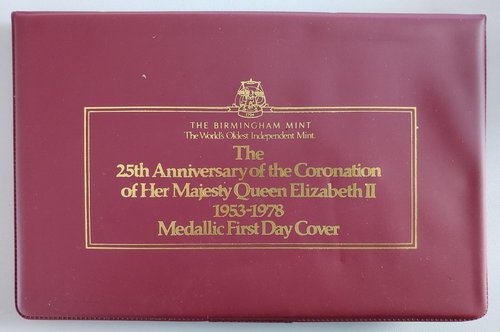 THE BIRMINGHAM MINT
The World's Oldest Independent Mint.
The
25th Anniversary of the Coronation
of Her Majesty Queen Elizabeth II
1953-1978
Medallic First Day Cover